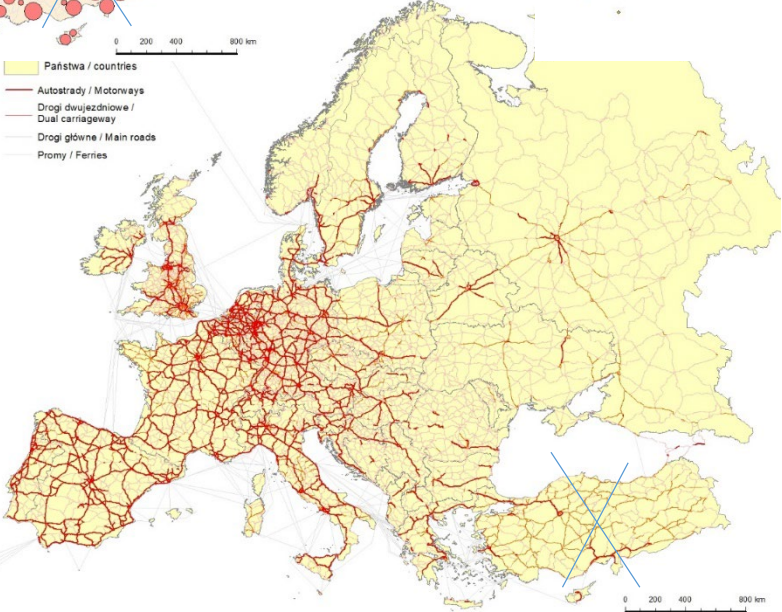 0 200 400 800 km
Państwa / countries
Autostrady / Motorways
Drogi dwujezdniowe /
Dual carriageway
Drogi główne / Main roads
Promy / Ferries
0 200 400 800 km